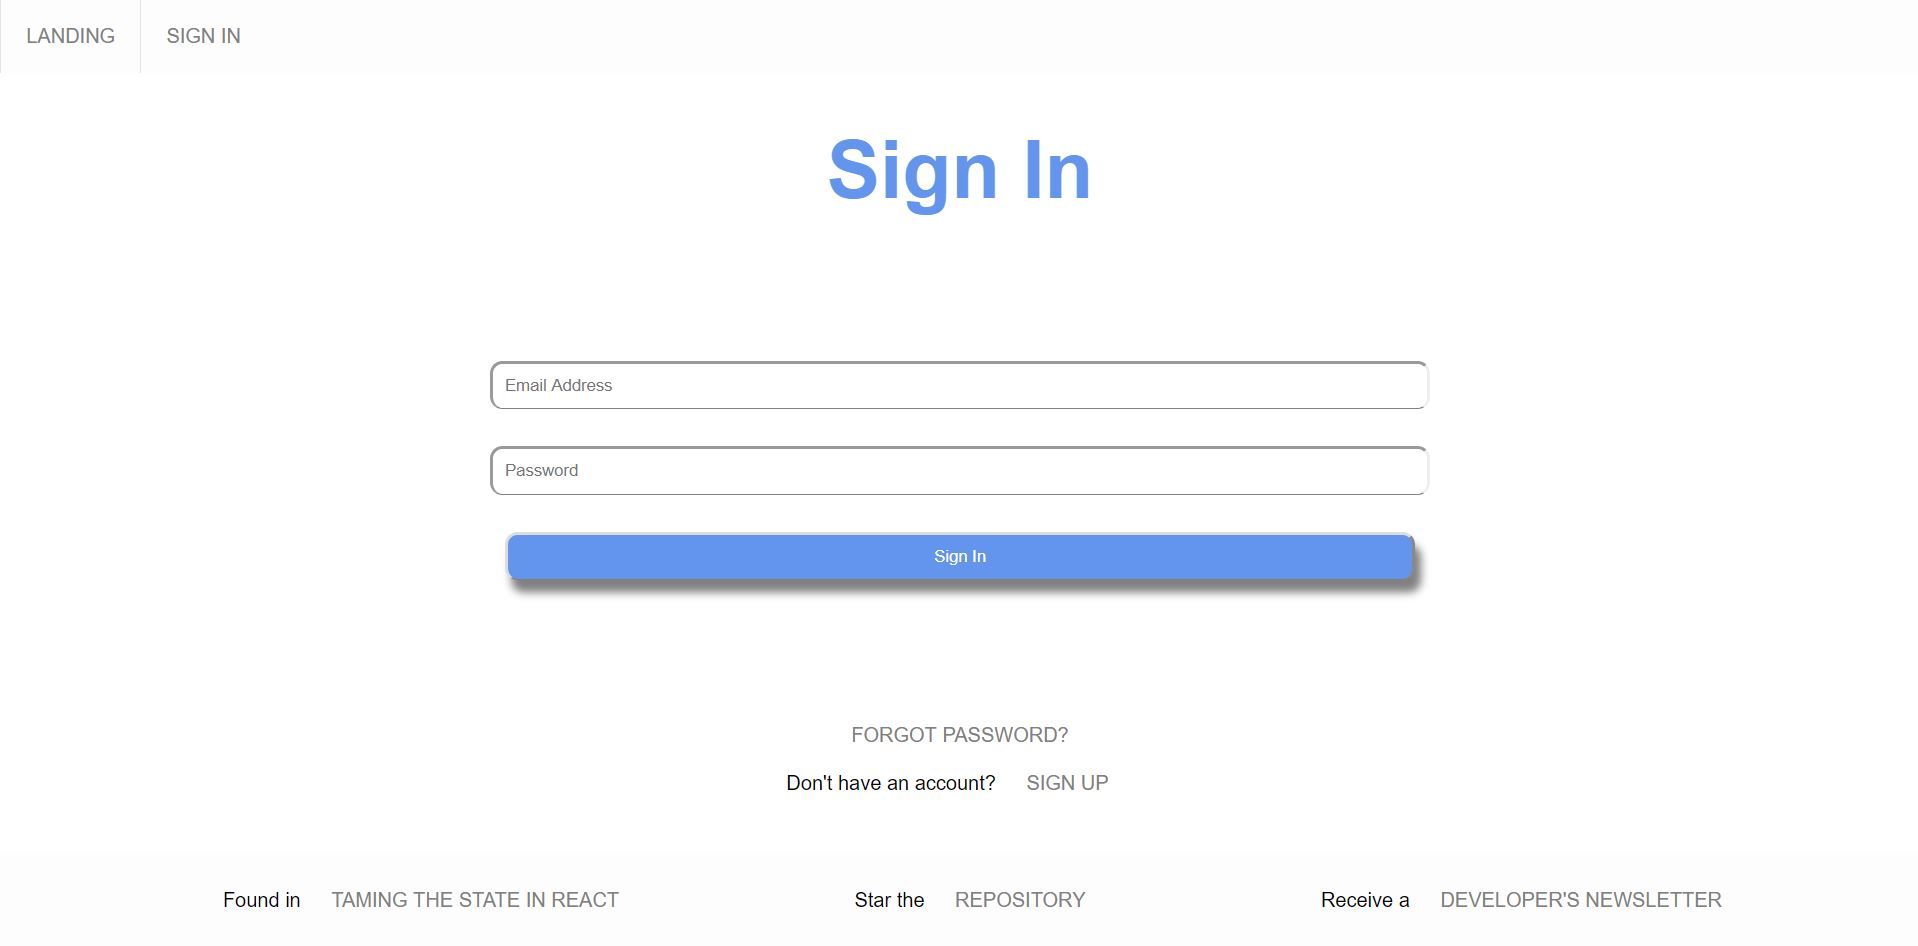 LANDING SIGN IN
Sign In
Email Address
Password
Sign In
FORGOT PASSWORD?
Don't have an account? SIGN UP
Found in TAMING THE STATE IN REACT Star the REPOSITORY Receive a DEVELOPER'S NEWSLETTER